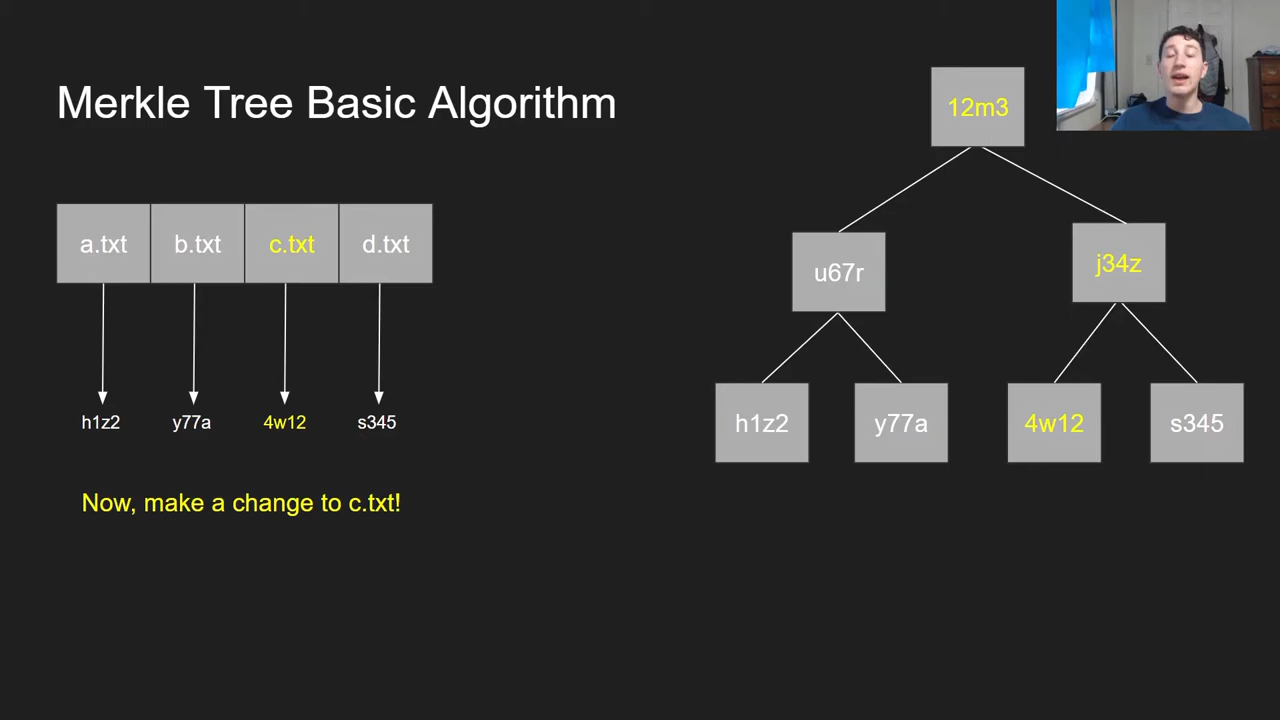 Merkle Tree Basic Algorithm
a.txt b.txt c.txt d.txt
h1z2 y77a 4w12 s345
Now, make a change to c.txt!
12m3
u67r j34z
h1z2 y77a 4w12 s345